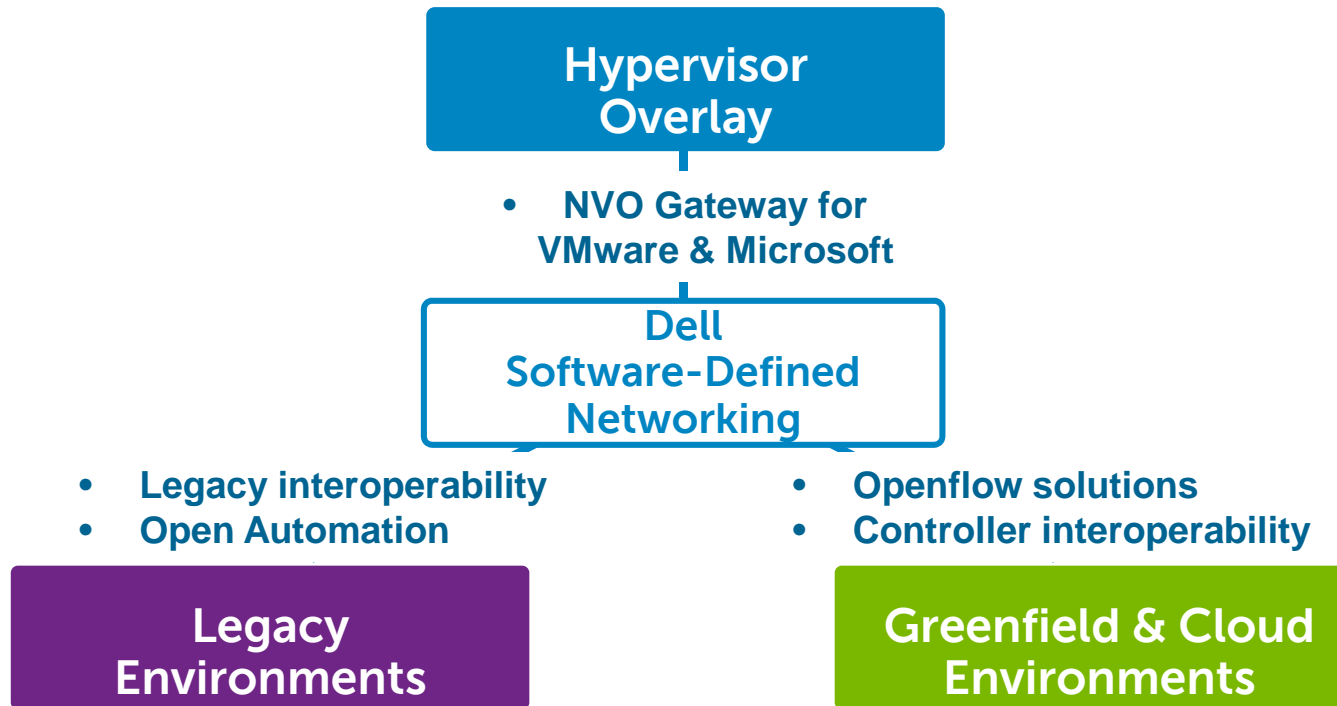 Hypervisor
Overlay
• NVO Gateway for
VMware & Microsoft
Dell
Software-Defined
Networking
• Legacy interoperability
• Open Automation
• Openflow solutions
• Controller interoperability
Legacy
Environments
Greenfield & Cloud
Environments